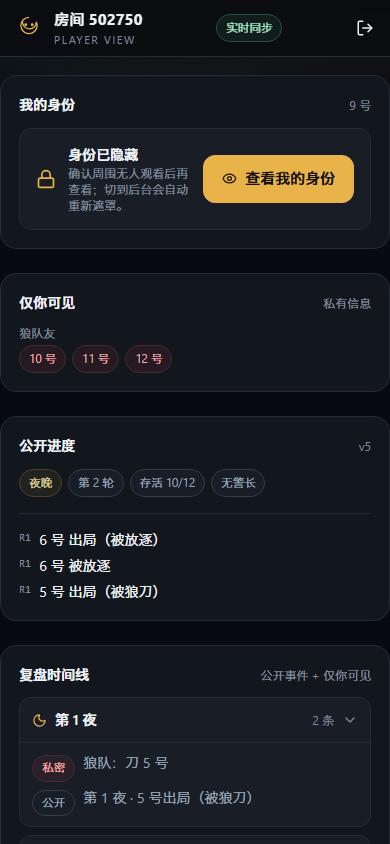 房间 502750
PLAYER VIEW
实时同步
我的身份
9 号
身份已隐藏
确认周围无人观看后再
查看；切到后台会自动
重新遮罩。
查看我的身份
仅你可见
私有信息
狼队友
10 号
11 号
12 号
公开进度
v5
夜晚
第 2 轮
存活 10/12
无警长
R1 6 号 出局（被放逐）
R1 6 号 被放逐
R1 5 号 出局（被狼刀）
复盘时间线
公开事件 + 仅你可见
第 1 夜
2 条
私密 狼队：刀 5 号
公开 第 1 夜 · 5 号出局（被狼刀）